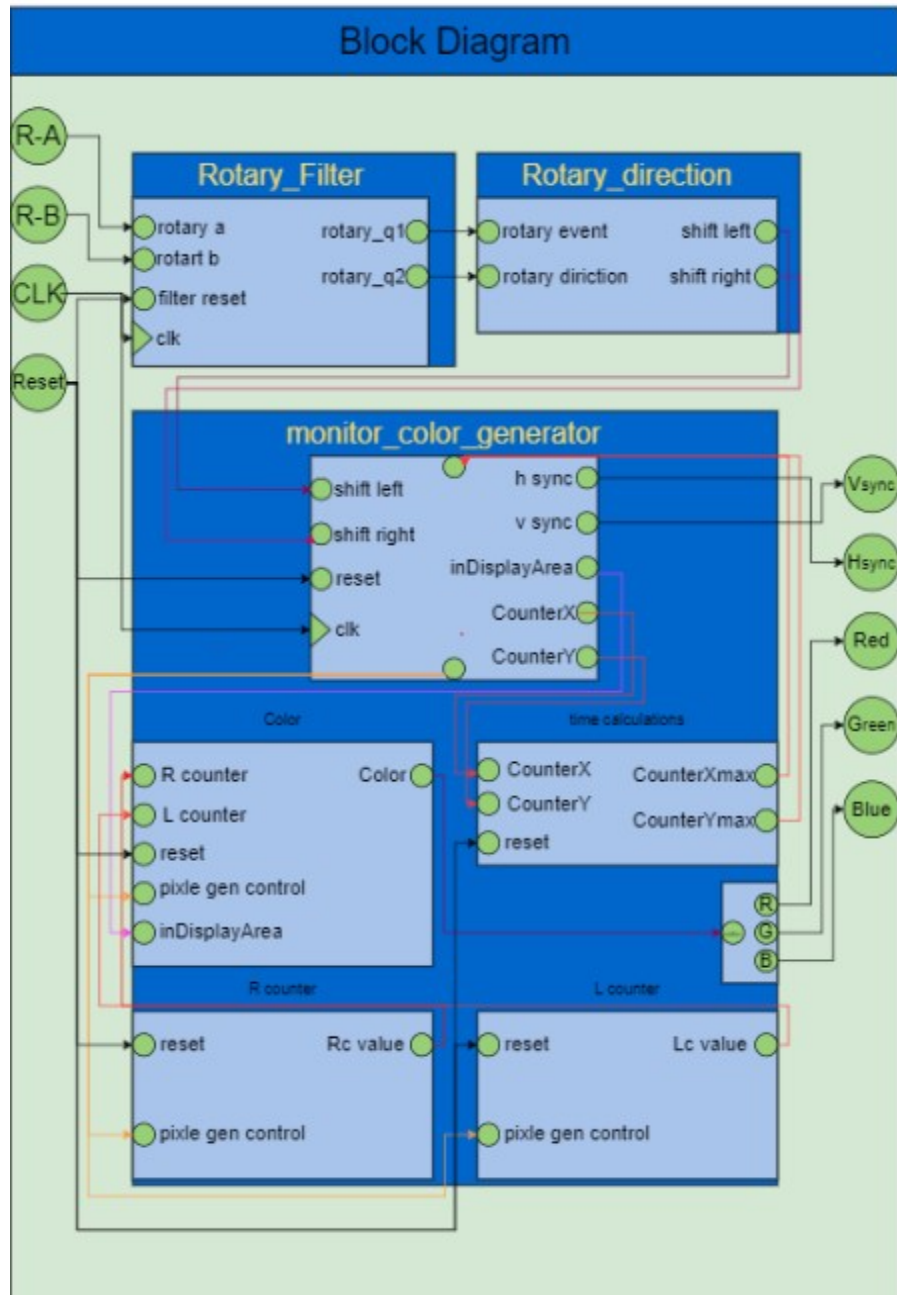 Block Diagram
R-A
R-B
CLK
Reset
Rotary_Filter
rotary a
rotart b
filter reset
clk
rotary_q1
rotary_q2
Rotary_direction
rotary event
rotary diriction
shift left
shift right
monitor_color_generator
shift left
shift right
reset
clk
h sync
v sync
inDisplayArea
CounterX
CounterY
Vsync
Hsync
Red
Green
Blue
Color
R counter
L counter
reset
pixle gen control
inDisplayArea
Color
time calculations
CounterX
CounterY
reset
CounterXmax
CounterYmax
R
G
B
R counter
reset
pixle gen control
Rc value
L counter
reset
pixle gen control
Lc value